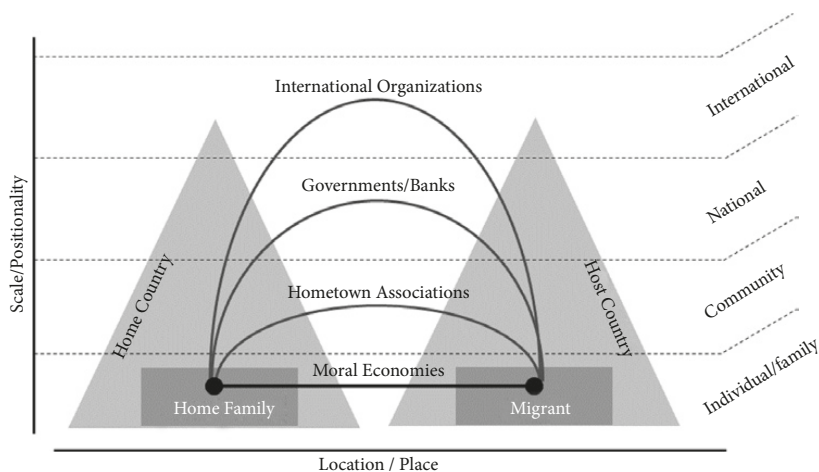 International Organizations
International
Governments/Banks
National
Scale/Positionality
Home Country
Host Country
Hometown Associations
Community
Moral Economies
Individual/family
Home Family
Migrant
Location / Place